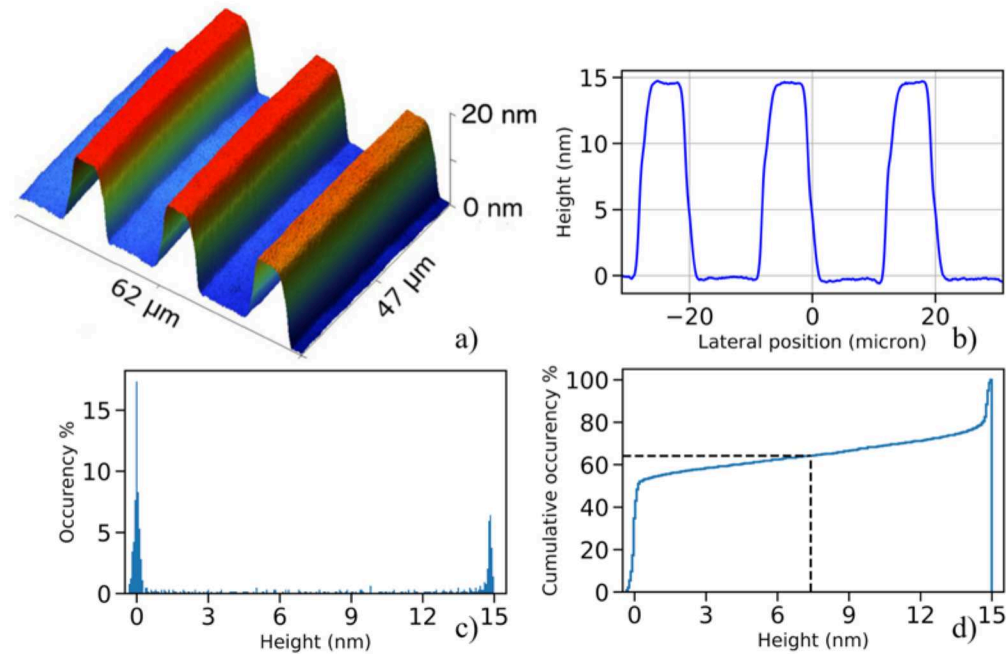 20 nm
0 nm
62 µm
47 µm
a)
15
10
5
0
Height (nm)
−20 0 20
Lateral position (micron)
b)
15
10
5
0
Occurency %
0 3 6 9 12 15
Height (nm)
c)
100
80
60
40
20
0
Cumulative occurency %
0 3 6 9 12 15
Height (nm)
d)